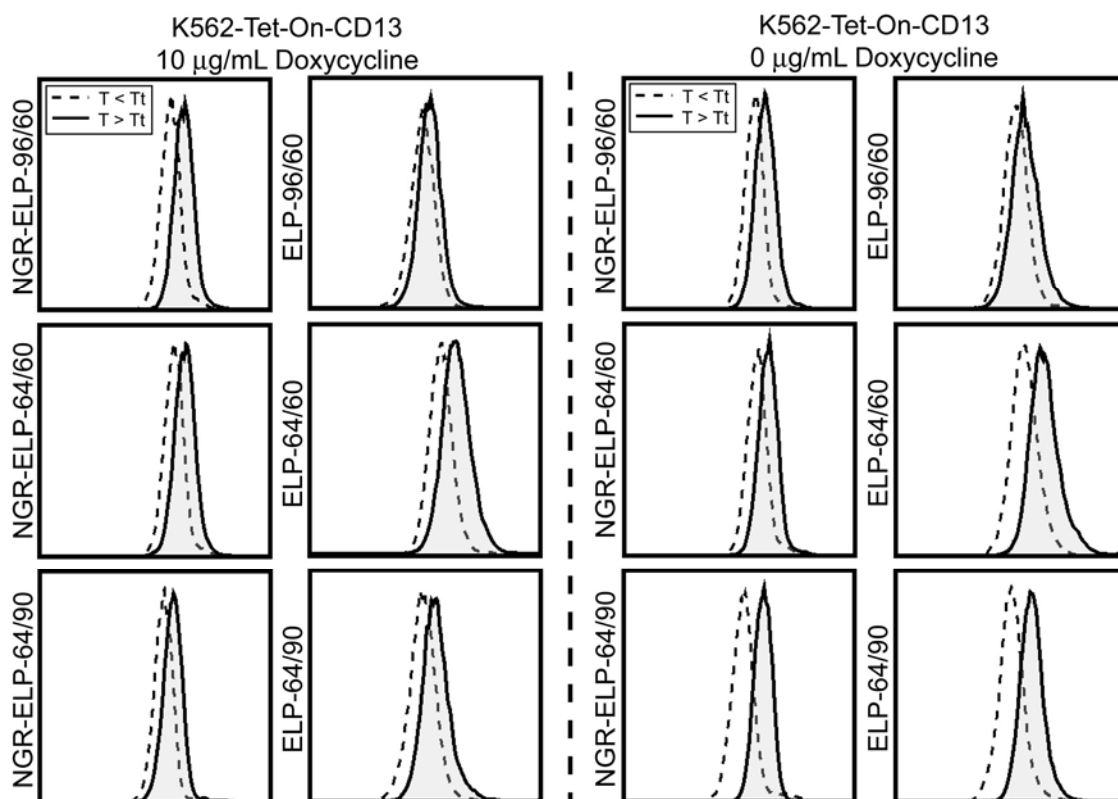 K562-Tet-On-CD13
10 μg/mL Doxycycline
K562-Tet-On-CD13
0 μg/mL Doxycycline
T < Tt
T > Tt
T < Tt
T > Tt
NGR-ELP-96/60
ELP-96/60
NGR-ELP-96/60
ELP-96/60
NGR-ELP-64/60
ELP-64/60
NGR-ELP-64/60
ELP-64/60
NGR-ELP-64/90
ELP-64/90
NGR-ELP-64/90
ELP-64/90